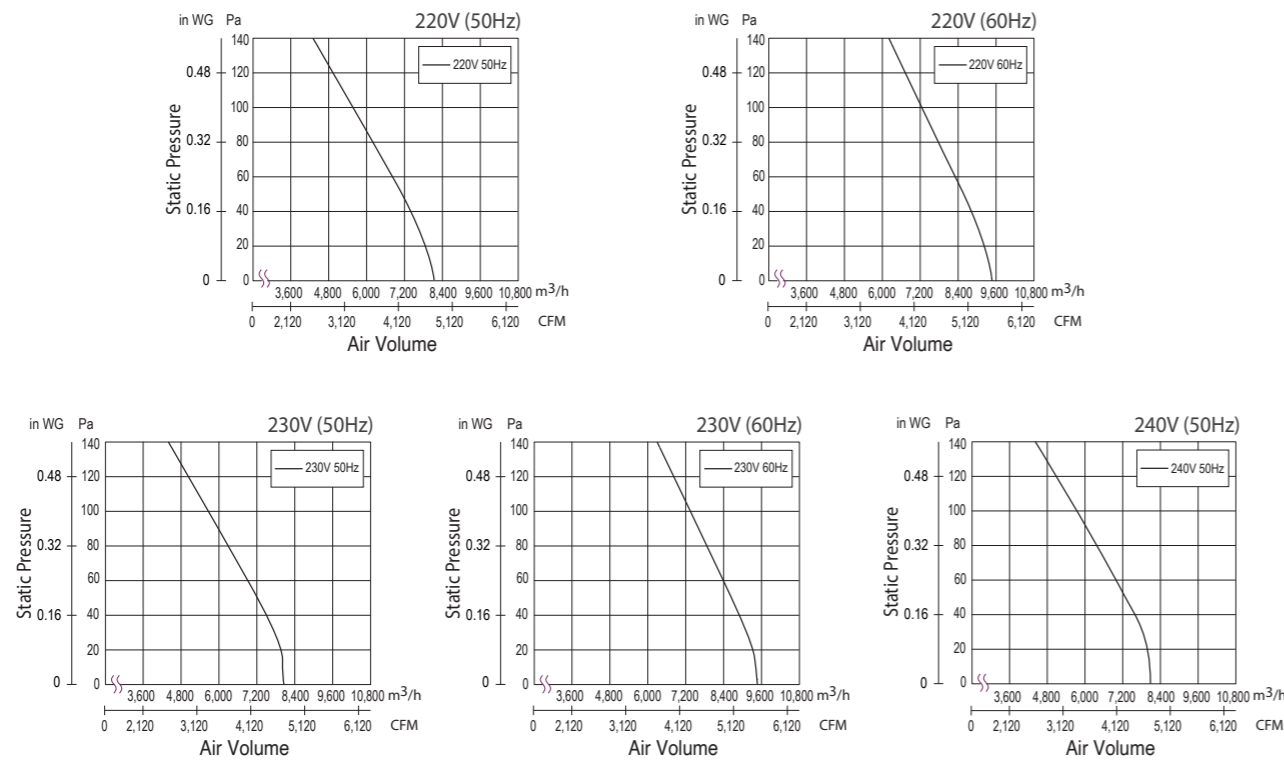 in WG Pa 220V (50Hz)
140
220V 50Hz
0.48 120
100
0.32 80
60
0.16 40
20
0 0
Static Pressure
3,600 4,800 6,000 7,200 8,400 9,600 10,800 m3/h
0 2,120 3,120 4,120 5,120 6,120 CFM
Air Volume
in WG Pa 220V (60Hz)
140
220V 60Hz
0.48 120
100
0.32 80
60
0.16 40
20
0 0
Static Pressure
3,600 4,800 6,000 7,200 8,400 9,600 10,800 m3/h
0 2,120 3,120 4,120 5,120 6,120 CFM
Air Volume
in WG Pa 230V (50Hz)
140
230V 50Hz
0.48 120
100
0.32 80
60
0.16 40
20
0 0
Static Pressure
3,600 4,800 6,000 7,200 8,400 9,600 10,800 m3/h
0 2,120 3,120 4,120 5,120 6,120 CFM
Air Volume
in WG Pa 230V (60Hz)
140
230V 60Hz
0.48 120
100
0.32 80
60
0.16 40
20
0 0
Static Pressure
3,600 4,800 6,000 7,200 8,400 9,600 10,800 m3/h
0 2,120 3,120 4,120 5,120 6,120 CFM
Air Volume
in WG Pa 240V (50Hz)
140
240V 50Hz
0.48 120
100
0.32 80
60
0.16 40
20
0 0
Static Pressure
3,600 4,800 6,000 7,200 8,400 9,600 10,800 m3/h
0 2,120 3,120 4,120 5,120 6,120 CFM
Air Volume